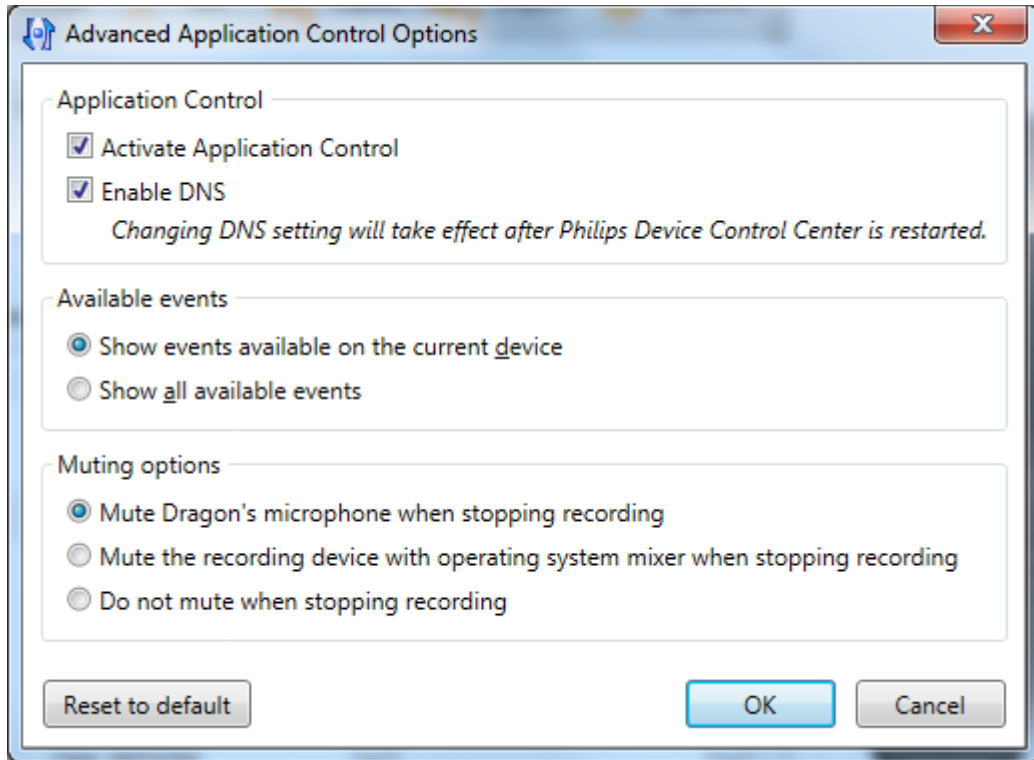 Advanced Application Control Options
Application Control
Activate Application Control
Enable DNS
Changing DNS setting will take effect after Philips Device Control Center is restarted.
Available events
Show events available on the current device
Show all available events
Muting options
Mute Dragon's microphone when stopping recording
Mute the recording device with operating system mixer when stopping recording
Do not mute when stopping recording
Reset to default
OK
Cancel